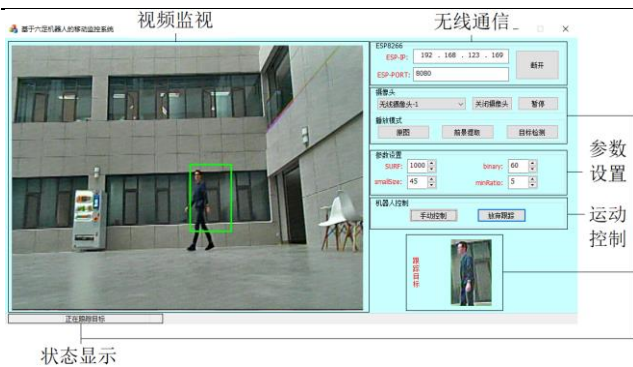 视频监视
无线通信
基于六足机器人的移动监控系统
ESP8266
ESP-IP: 192 . 168 . 123 . 169
ESP-PORT: 8080
断开
摄像头
无线摄像头-1
关闭摄像头
暂停
播放模式
原图
前景提取
目标检测
参数设置
SURF: 1000
binary: 60
smallSize: 45
minRatio: 5
机器人控制
手动控制
放弃跟踪
跟踪目标
正在跟踪目标
参数
设置
运动
控制
状态显示